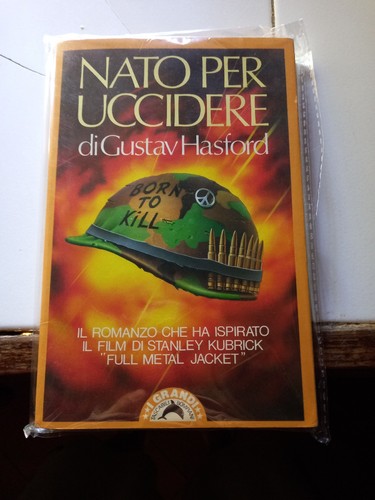 NATO PER
UCCIDERE
di Gustav Hasford
BORN
TO
KILL
IL ROMANZO CHE HA ISPIRATO
IL FILM DI STANLEY KUBRICK
"FULL METAL JACKET"
I GRANDI